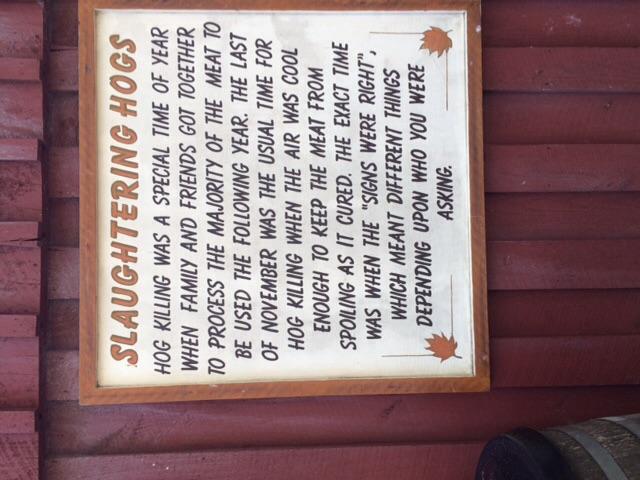 SLAUGHTERING HOGS
HOG KILLING WAS A SPECIAL TIME OF YEAR
WHEN FAMILY AND FRIENDS GOT TOGETHER
TO PROCESS THE MAJORITY OF THE MEAT TO
BE USED THE FOLLOWING YEAR. THE LAST
OF NOVEMBER WAS THE USUAL TIME FOR
HOG KILLING WHEN THE AIR WAS COOL
ENOUGH TO KEEP THE MEAT FROM
SPOILING AS IT CURED. THE EXACT TIME
WAS WHEN THE "SIGNS WERE RIGHT",
WHICH MEANT DIFFERENT THINGS
DEPENDING UPON WHO YOU WERE
ASKING.